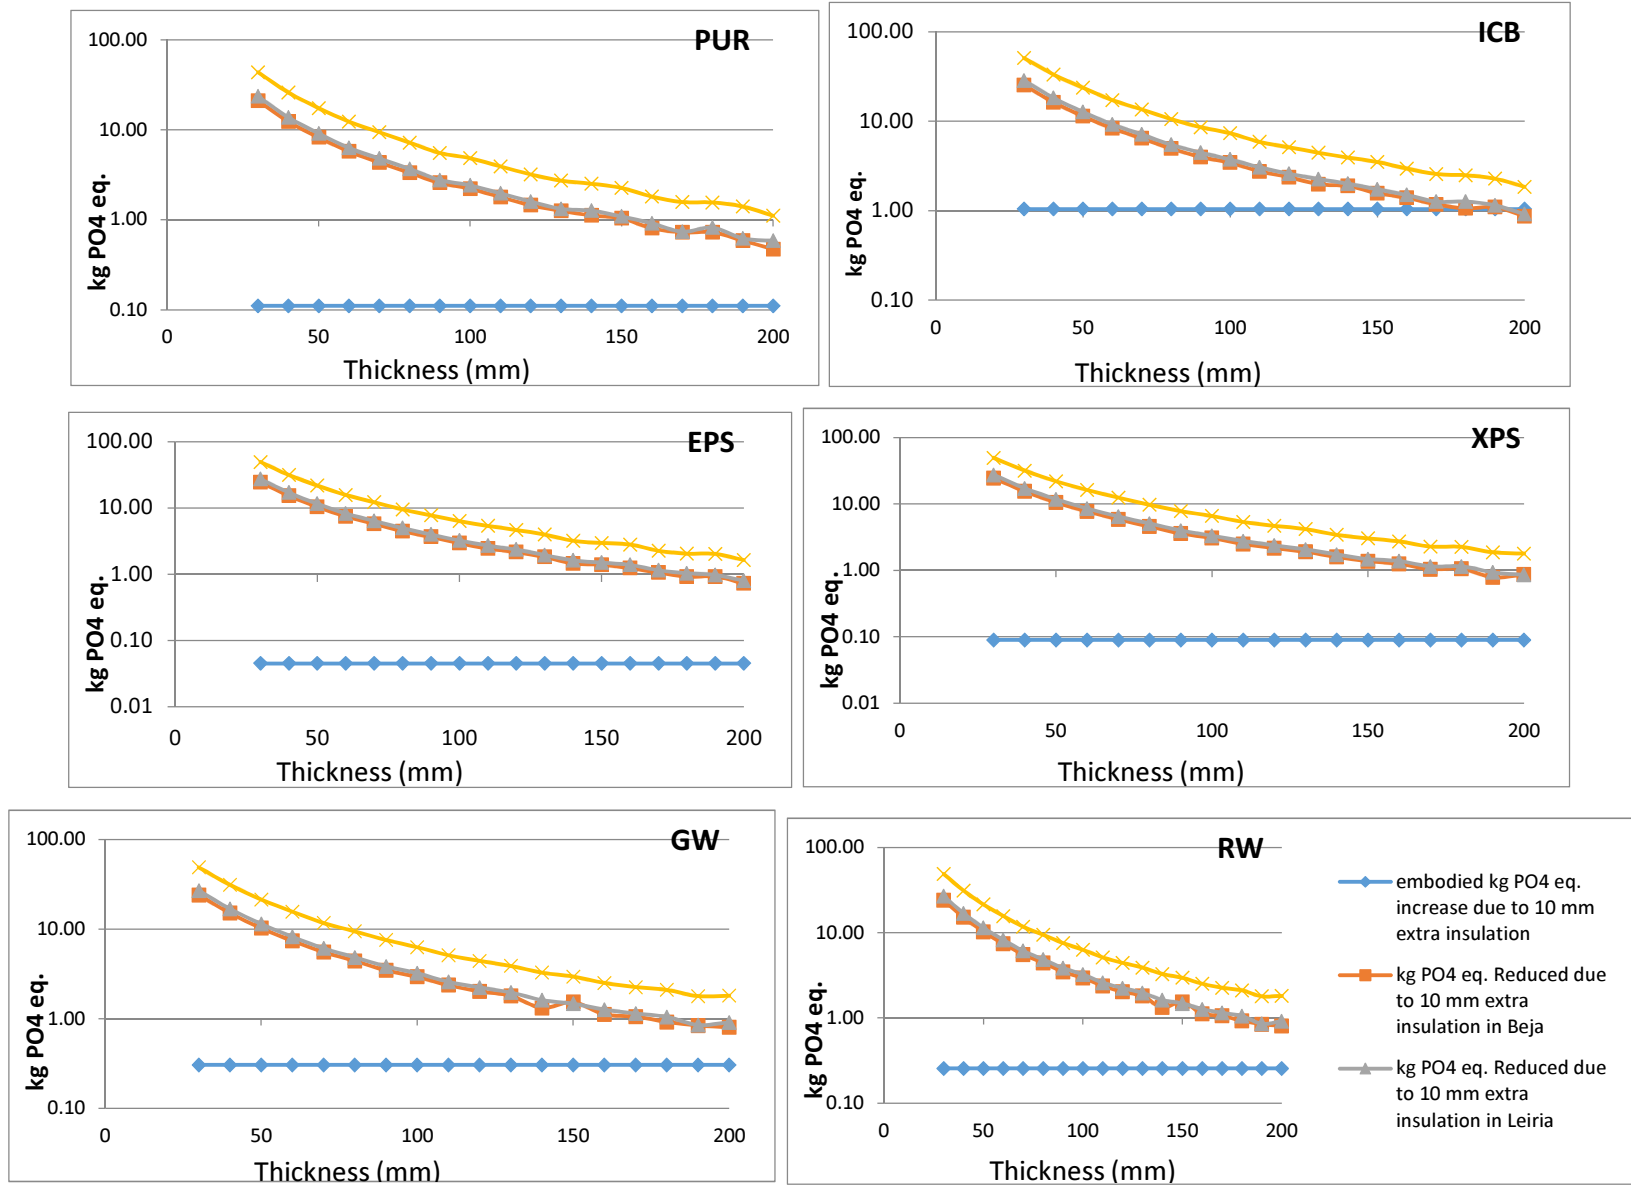 PUR
100.00
10.00
1.00
0.10
0
50
100
150
200
kg PO4 eq.
Thickness (mm)
ICB
100.00
10.00
1.00
0.10
0
50
100
150
200
kg PO4 eq.
Thickness (mm)
EPS
100.00
10.00
1.00
0.10
0.01
0
50
100
150
200
kg PO4 eq.
Thickness (mm)
XPS
100.00
10.00
1.00
0.10
0.01
0
50
100
150
200
kg PO4 eq.
Thickness (mm)
GW
100.00
10.00
1.00
0.10
0
50
100
150
200
kg PO4 eq.
Thickness (mm)
RW
100.00
10.00
1.00
0.10
0
50
100
150
200
kg PO4 eq.
Thickness (mm)
embodied kg PO4 eq.
increase due to 10 mm
extra insulation
kg PO4 eq. Reduced due
to 10 mm extra
insulation in Beja
kg PO4 eq. Reduced due
to 10 mm extra
insulation in Leiria